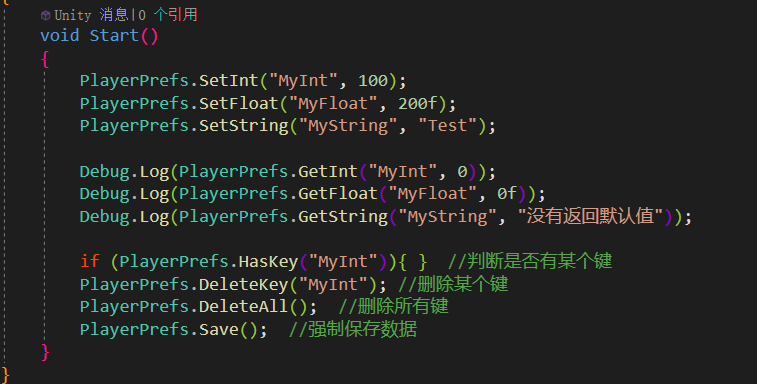 Unity 消息|0 个引用
void Start()
{
PlayerPrefs.SetInt("MyInt", 100);
PlayerPrefs.SetFloat("MyFloat", 200f);
PlayerPrefs.SetString("MyString", "Test");
Debug.Log(PlayerPrefs.GetInt("MyInt", 0));
Debug.Log(PlayerPrefs.GetFloat("MyFloat", 0f));
Debug.Log(PlayerPrefs.GetString("MyString", "没有返回默认值"));
if (PlayerPrefs.HasKey("MyInt")){ }  //判断是否有某个键
PlayerPrefs.DeleteKey("MyInt"); //删除某个键
PlayerPrefs.DeleteAll();  //删除所有键
PlayerPrefs.Save();  //强制保存数据
}
}